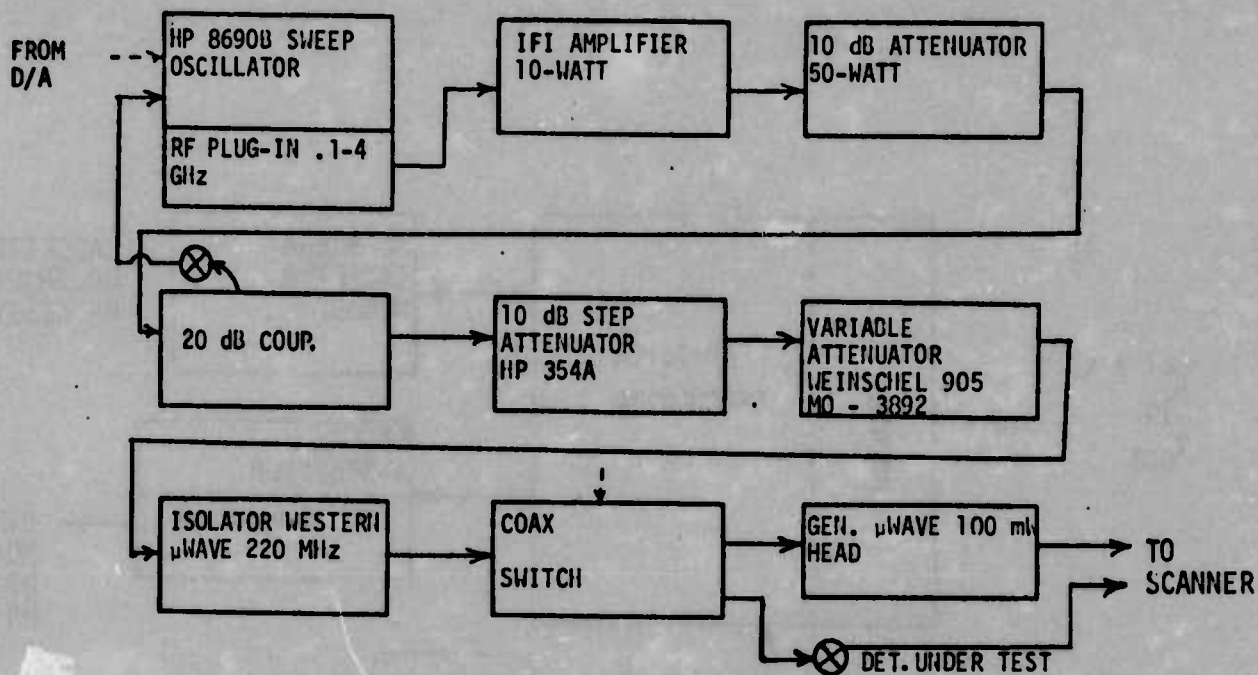 FROM
D/A
HP 8690B SWEEP
OSCILLATOR
RF PLUG-IN .1-4
GHz
IFI AMPLIFIER
10-WATT
10 dB ATTENUATOR
50-WATT
20 dB COUP.
10 dB STEP
ATTENUATOR
HP 354A
VARIABLE
ATTENUATOR
WEINSCHEL 905
MO - 3892
ISOLATOR WESTERN
µWAVE 220 MHz
COAX
SWITCH
GEN. µWAVE 100 mW
HEAD
TO
SCANNER
DET. UNDER TEST